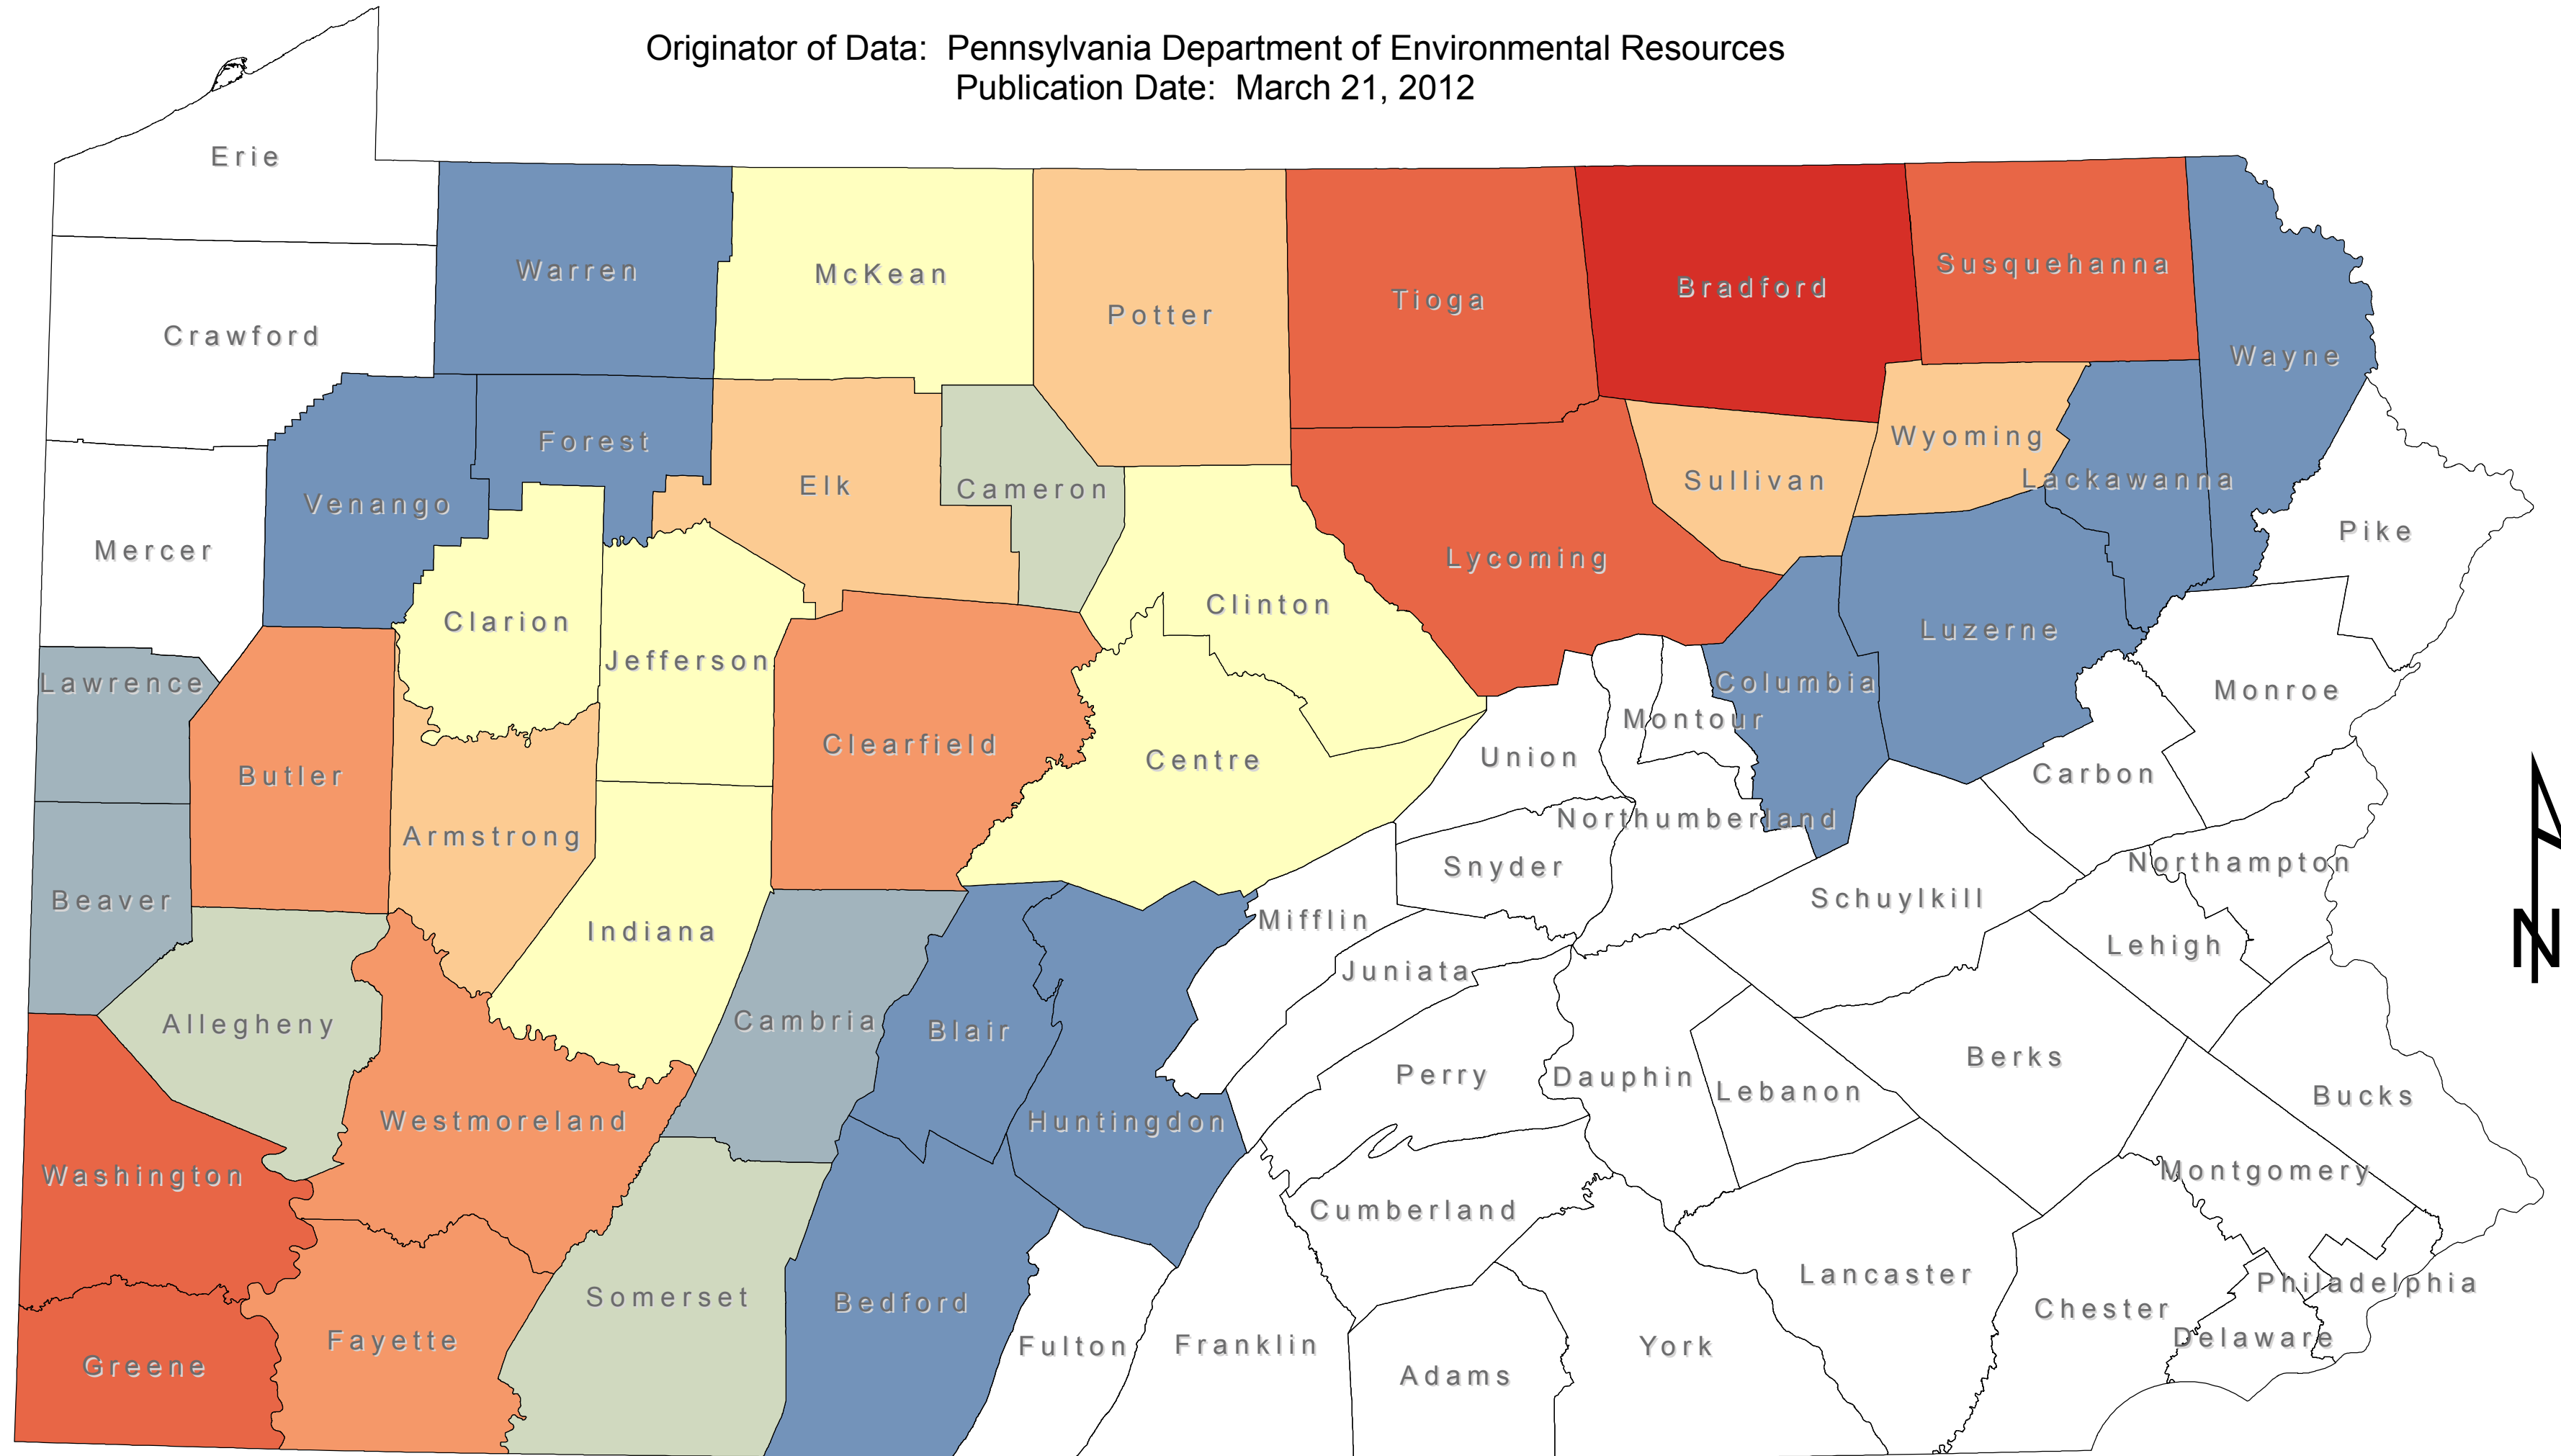 Originator of Data: Pennsylvania Department of Environmental Resources
Publication Date: March 21, 2012
Erie
Warren
McKean
Potter
Tioga
Bradford
Susquehanna
Wayne
Crawford
Forest
Venango
Elk
Cameron
Sullivan
Wyoming
Lackawanna
Mercer
Pike
Clarion
Jefferson
Clinton
Lycoming
Luzerne
Lawrence
Butler
Clearfield
Centre
Union
Montour
Columbia
Monroe
Carbon
Armstrong
Northumberland
Snyder
Northampton
Beaver
Indiana
Mifflin
Schuylkill
Lehigh
N
Juniata
Allegheny
Cambria
Blair
Perry
Dauphin
Lebanon
Berks
Bucks
Westmoreland
Huntingdon
Washington
Montgomery
Cumberland
Lancaster
Somerset
Bedford
Philadelphia
Chester
Delaware
Greene
Fayette
Fulton
Franklin
Adams
York